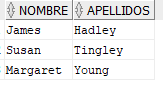 NOMBRE APELLIDOS
James Hadley
Susan Tingley
Margaret Young